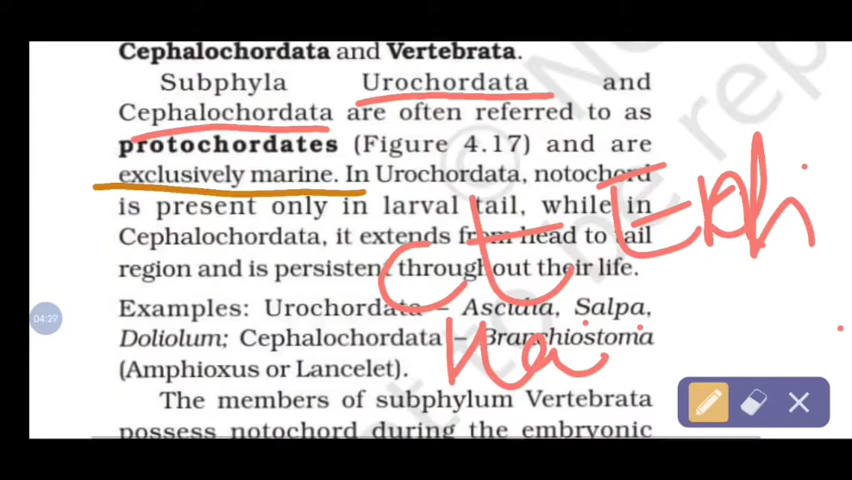 Cephalochordata and Vertebrata.
Subphyla Urochordata and
Cephalochordata are often referred to as
protochordates (Figure 4.17) and are
exclusively marine. In Urochordata, notochord
is present only in larval tail, while in
Cephalochordata, it extends from head to tail
region and is persistent throughout their life.
Examples: Urochordata – Ascidia, Salpa,
Doliolum; Cephalochordata – Branchiostoma
(Amphioxus or Lancelet).
The members of subphylum Vertebrata
possess notochord during the embryonic
04:27